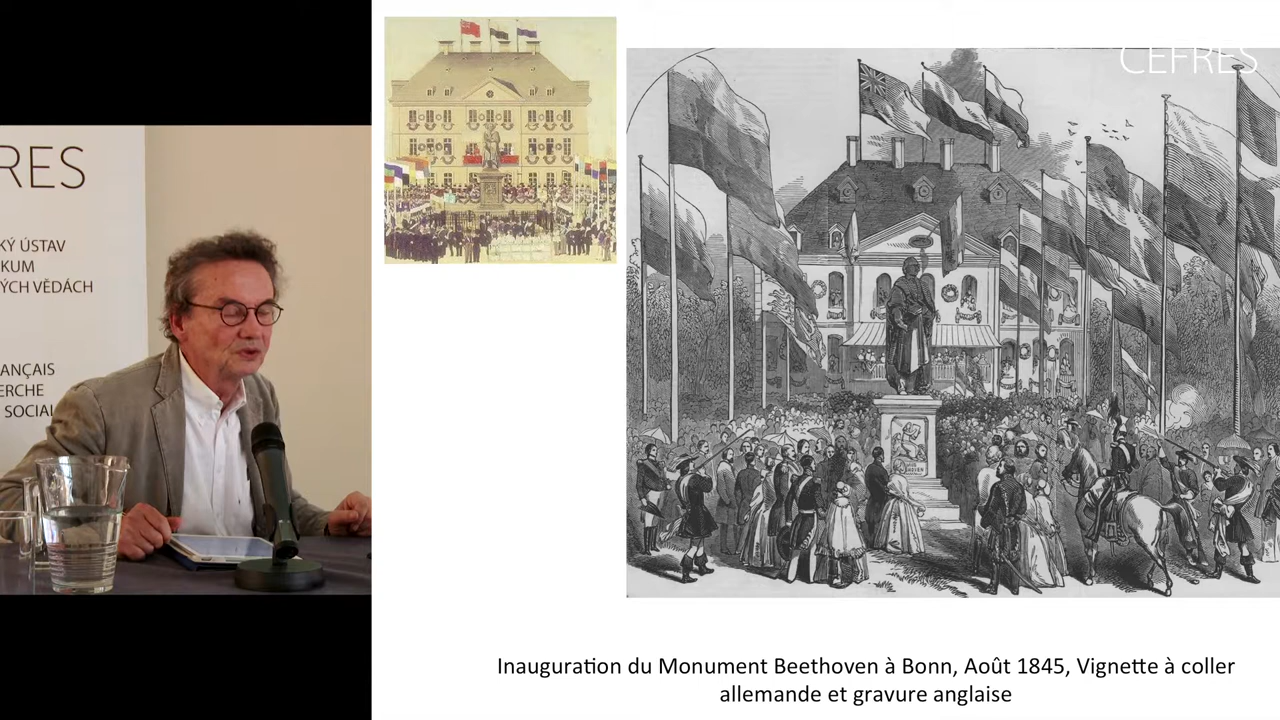 RES
KÝ ÚSTAV
KUM
ÝCH VĚDÁCH
ANÇAIS
ERCHE
SOCIAL
CEFRES
Inauguration du Monument Beethoven à Bonn, Août 1845, Vignette à coller
allemande et gravure anglaise